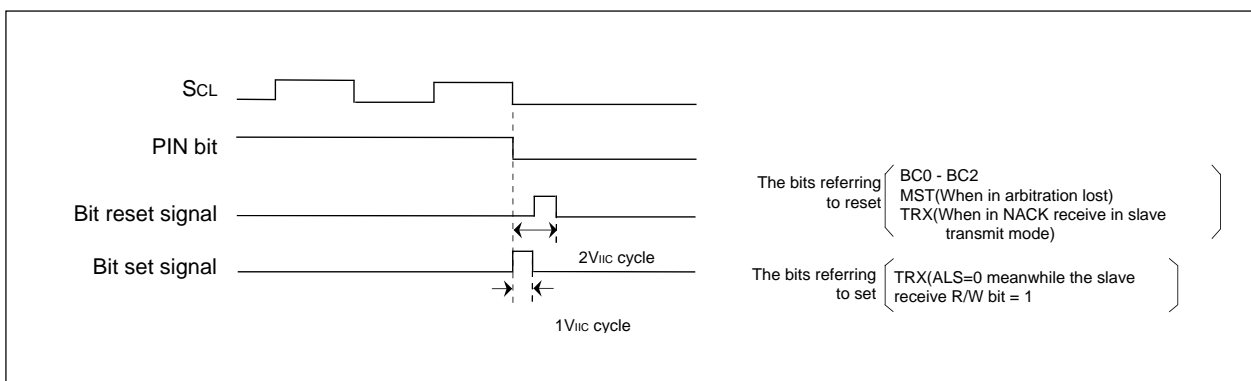 SCL
PIN bit
Bit reset signal
Bit set signal
2VIIC cycle
1VIIC cycle
The bits referring
to reset
BC0 - BC2
MST(When in arbitration lost)
TRX(When in NACK receive in slave
transmit mode)
The bits referring
to set
TRX(ALS=0 meanwhile the slave
receive R/W bit = 1